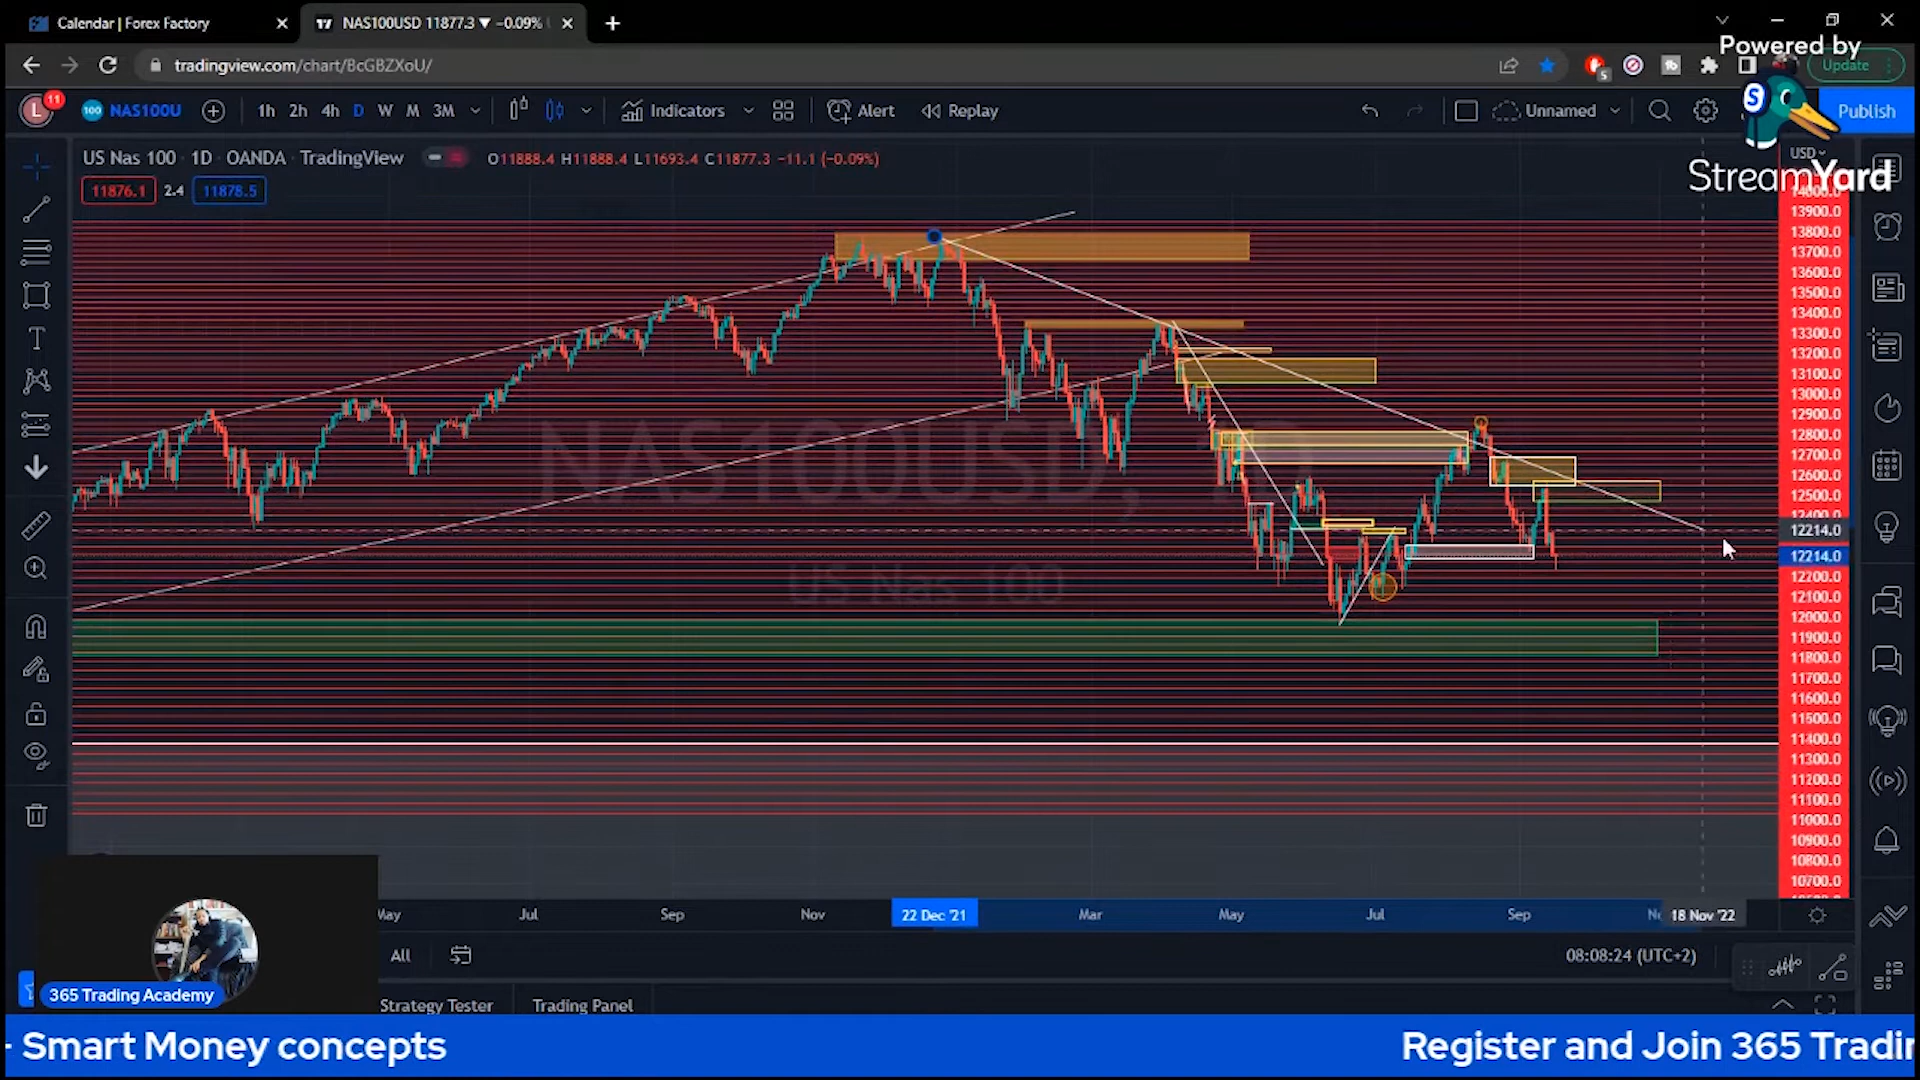 Calendar | Forex Factory
NAS100USD 11877.3 ▼ −0.09%
Powered by
tradingview.com/chart/BcGBZXoU/
5
Update
L
11
100 NAS100U
1h 2h 4h D W M 3M
Indicators
Alert
Replay
Unnamed
S
Publish
StreamYard
US Nas 100 · 1D · OANDA · TradingView
O11888.4 H11888.4 L11693.4 C11877.3 −11.1 (−0.09%)
USD
11876.1 2.4 11878.5
14000.0
13900.0
13800.0
13700.0
13600.0
13500.0
13400.0
13300.0
13200.0
13100.0
13000.0
12900.0
12800.0
12700.0
12600.0
12500.0
12400.0
12214.0
12214.0
12200.0
12100.0
12000.0
11900.0
11800.0
11700.0
11600.0
11500.0
11400.0
11300.0
11200.0
11100.0
11000.0
10900.0
10800.0
10700.0
NAS100USD,
US Nas 100
May Jul Sep Nov 22 Dec '21 Mar May Jul Sep 18 Nov '22
All
08:08:24 (UTC+2)
365 Trading Academy
Strategy Tester
Trading Panel
- Smart Money concepts
Register and Join 365 Tradin